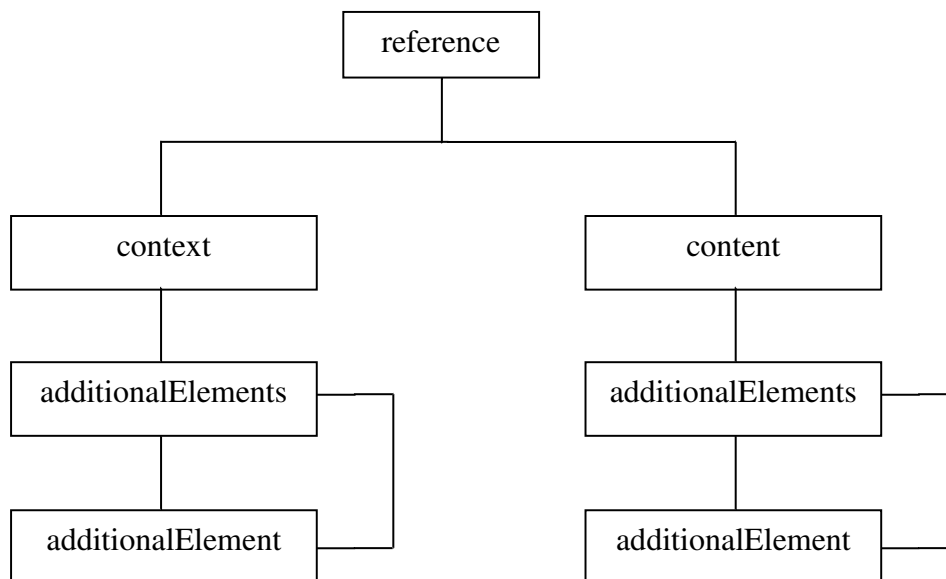 reference
context
content
additionalElements
additionalElements
additionalElement
additionalElement